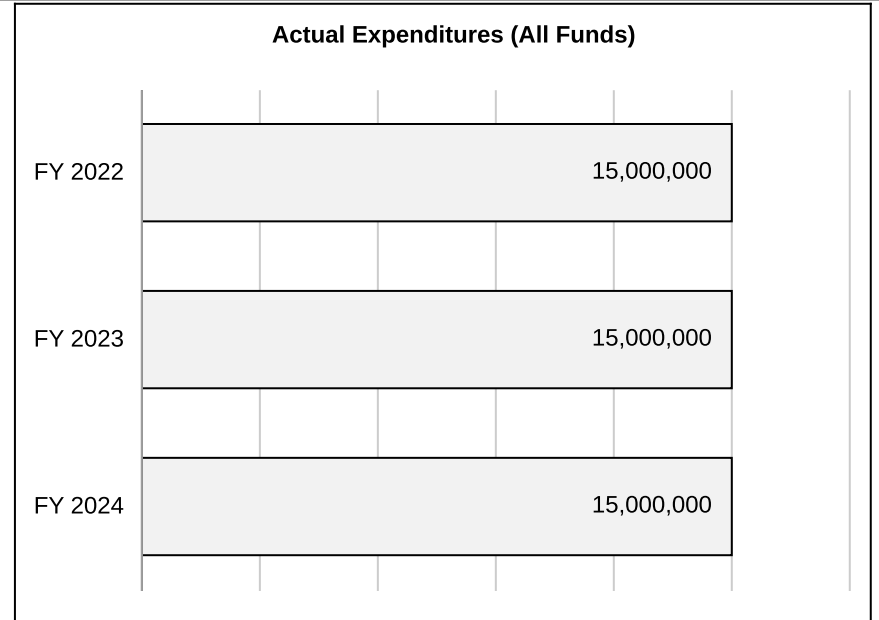 Actual Expenditures (All Funds)
FY 2022 15,000,000
FY 2023 15,000,000
FY 2024 15,000,000